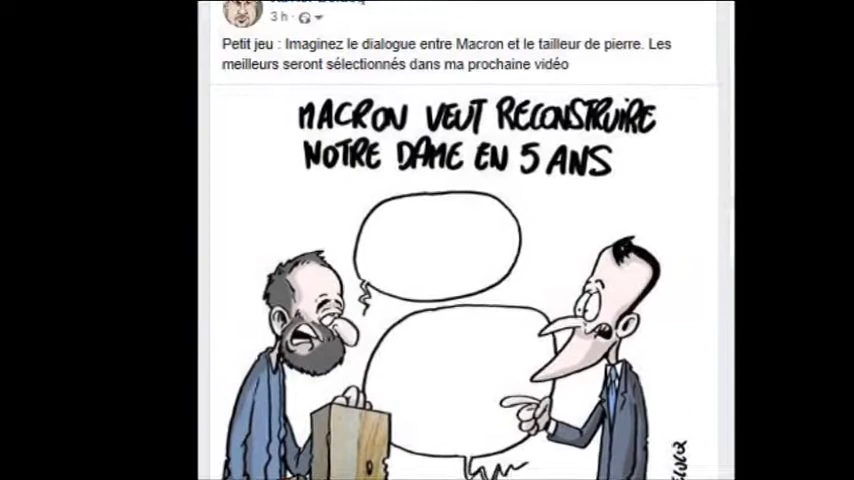 3 h
Petit jeu : Imaginez le dialogue entre Macron et le tailleur de pierre. Les
meilleurs seront sélectionnés dans ma prochaine vidéo
MACRON VEUT RECONSTRUIRE
NOTRE DAME EN 5 ANS